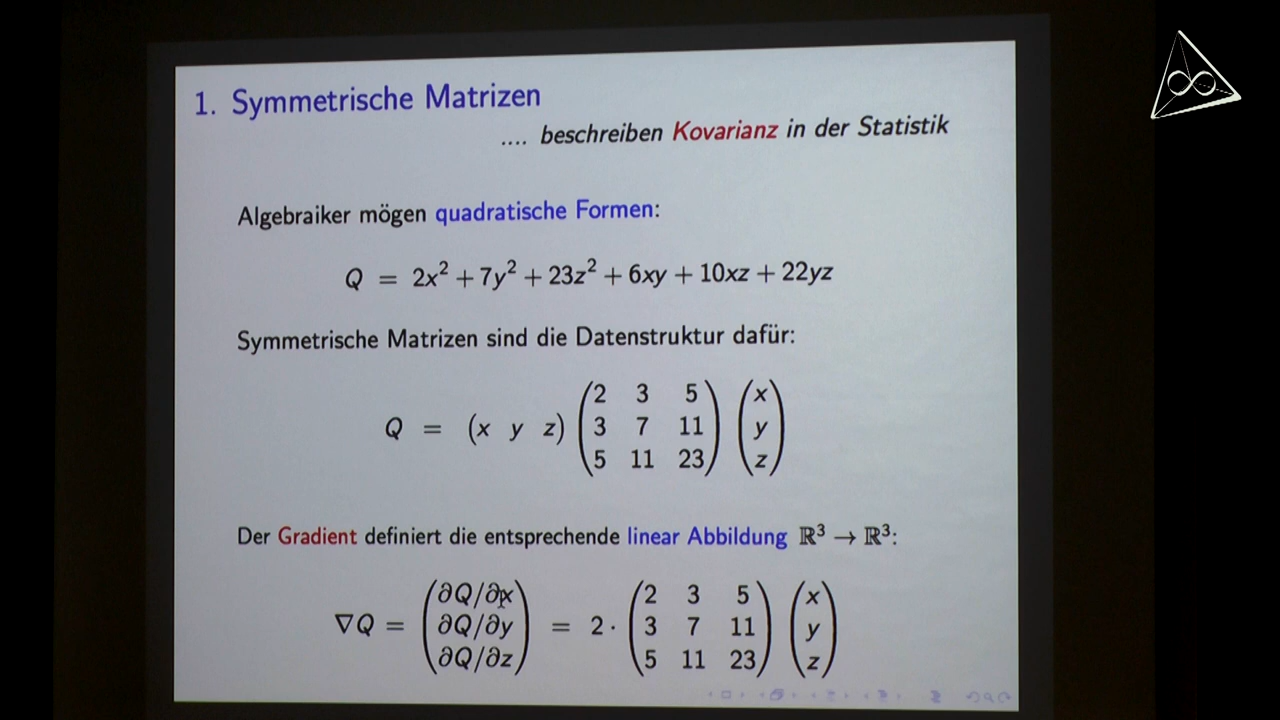 1. Symmetrische Matrizen
.... beschreiben Kovarianz in der Statistik
Algebraiker mögen quadratische Formen:
Q = 2x² + 7y² + 23z² + 6xy + 10xz + 22yz
Symmetrische Matrizen sind die Datenstruktur dafür:
Q = (x y z) (2 3 5; 3 7 11; 5 11 23) (x; y; z)
Der Gradient definiert die entsprechende linear Abbildung ℝ³ → ℝ³:
∇Q = (∂Q/∂x; ∂Q/∂y; ∂Q/∂z) = 2 · (2 3 5; 3 7 11; 5 11 23) (x; y; z)